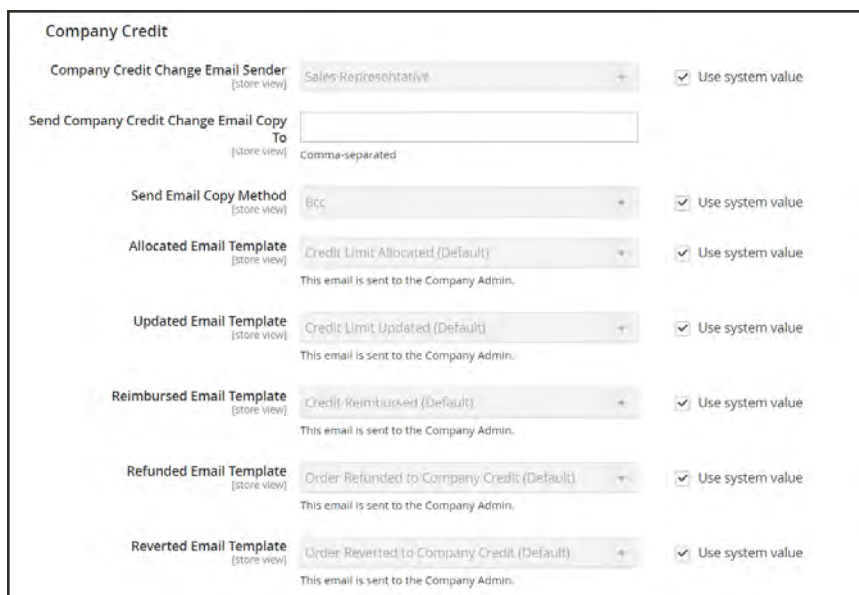 Company Credit
Company Credit Change Email Sender
[store view]
Sales Representative
Use system value
Send Company Credit Change Email Copy
To
[store view]
Comma-separated
Send Email Copy Method
[store view]
Bcc
Use system value
Allocated Email Template
[store view]
Credit Limit Allocated (Default)
Use system value
This email is sent to the Company Admin.
Updated Email Template
[store view]
Credit Limit Updated (Default)
Use system value
This email is sent to the Company Admin.
Reimbursed Email Template
[store view]
Credit Reimbursed (Default)
Use system value
This email is sent to the Company Admin.
Refunded Email Template
[store view]
Order Refunded to Company Credit (Default)
Use system value
This email is sent to the Company Admin.
Reverted Email Template
[store view]
Order Reverted to Company Credit (Default)
Use system value
This email is sent to the Company Admin.